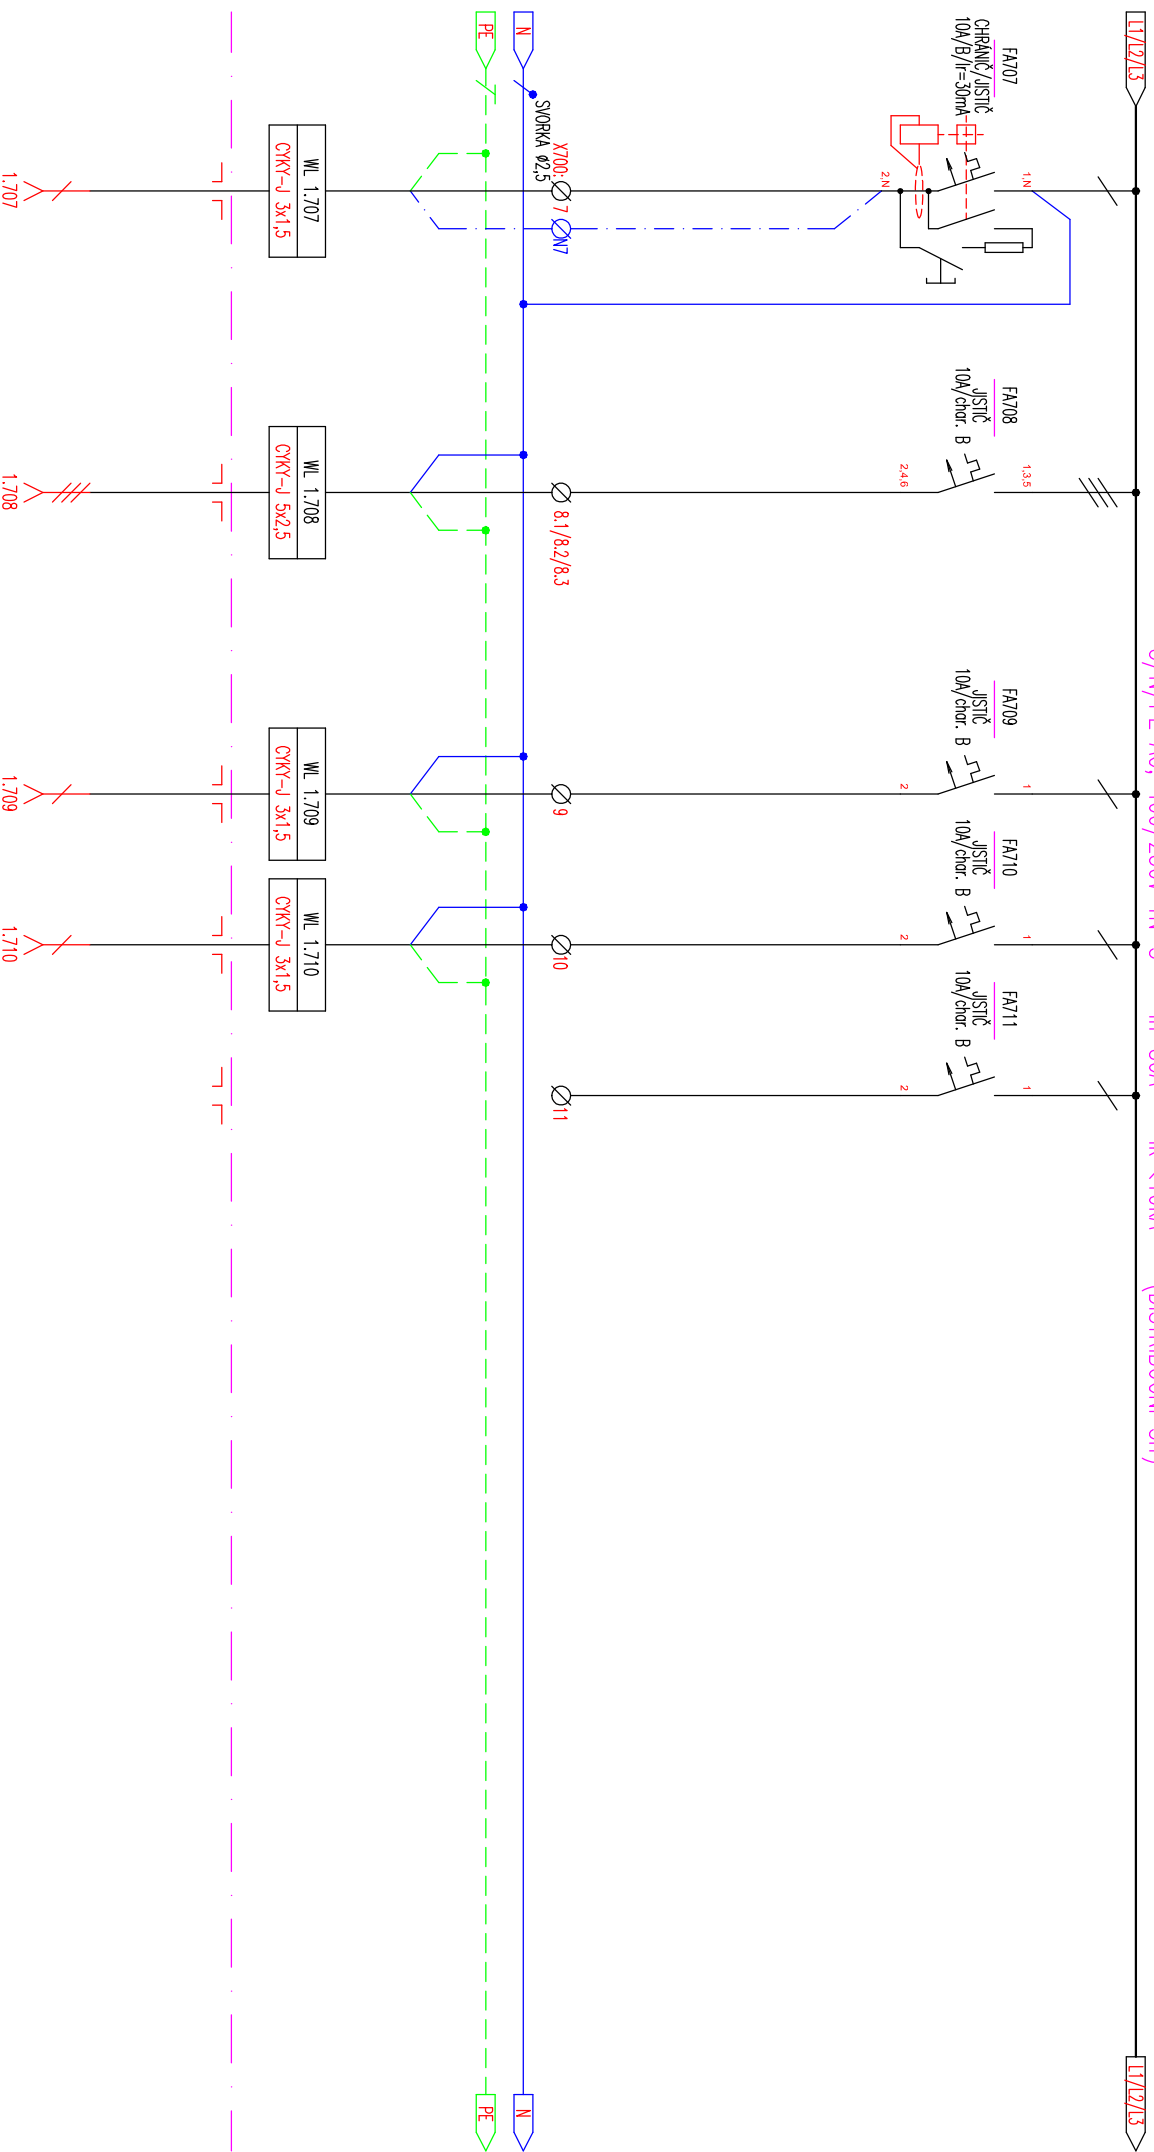 L1/L2/L3
L1/L2/L3
FA707
CHRÁNIČ/JISTIČ
10A/B/Ir=30mA
FA708
JISTIČ
10A/char. B
FA709
JISTIČ
10A/char. B
FA710
JISTIČ
10A/char. B
FA711
JISTIČ
10A/char. B
1,N
1,3,5
1
1
1
2,N
2,4,6
2
2
2
X700:
7
N7
8.1/8.2/8.3
9
10
11
SVORKA Ø2,5
N
N
PE
PE
WL 1.707
CYKY-J 3x1,5
WL 1.708
CYKY-J 5x2,5
WL 1.709
CYKY-J 3x1,5
WL 1.710
CYKY-J 3x1,5
1.707
1.708
1.709
1.710